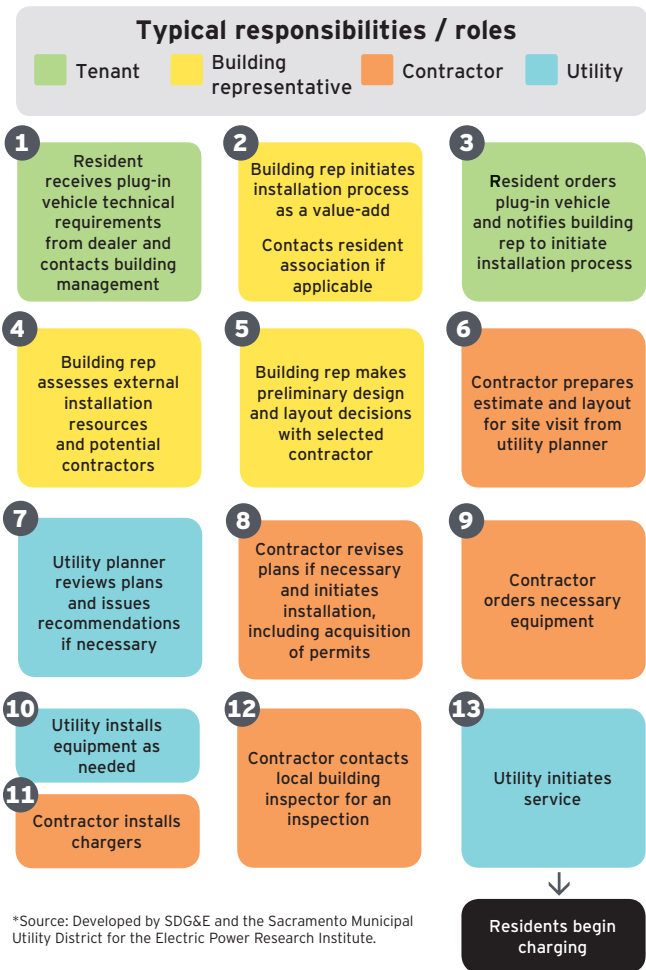 Typical responsibilities / roles
Tenant
Building
representative
Contractor
Utility
1
Resident
receives plug-in
vehicle technical
requirements
from dealer and
contacts building
management
2
Building rep initiates
installation process
as a value-add
Contacts resident
association if
applicable
3
Resident orders
plug-in vehicle
and notifies building
rep to initiate
installation process
4
Building rep
assesses external
installation
resources
and potential
contractors
5
Building rep makes
preliminary design
and layout decisions
with selected
contractor
6
Contractor prepares
estimate and layout
for site visit from
utility planner
7
Utility planner
reviews plans
and issues
recommendations
if necessary
8
Contractor revises
plans if necessary
and initiates
installation,
including acquisition
of permits
9
Contractor
orders necessary
equipment
10
Utility installs
equipment as
needed
11
Contractor installs
chargers
12
Contractor contacts
local building
inspector for an
inspection
13
Utility initiates
service
Residents begin
charging
*Source: Developed by SDG&E and the Sacramento Municipal
Utility District for the Electric Power Research Institute.